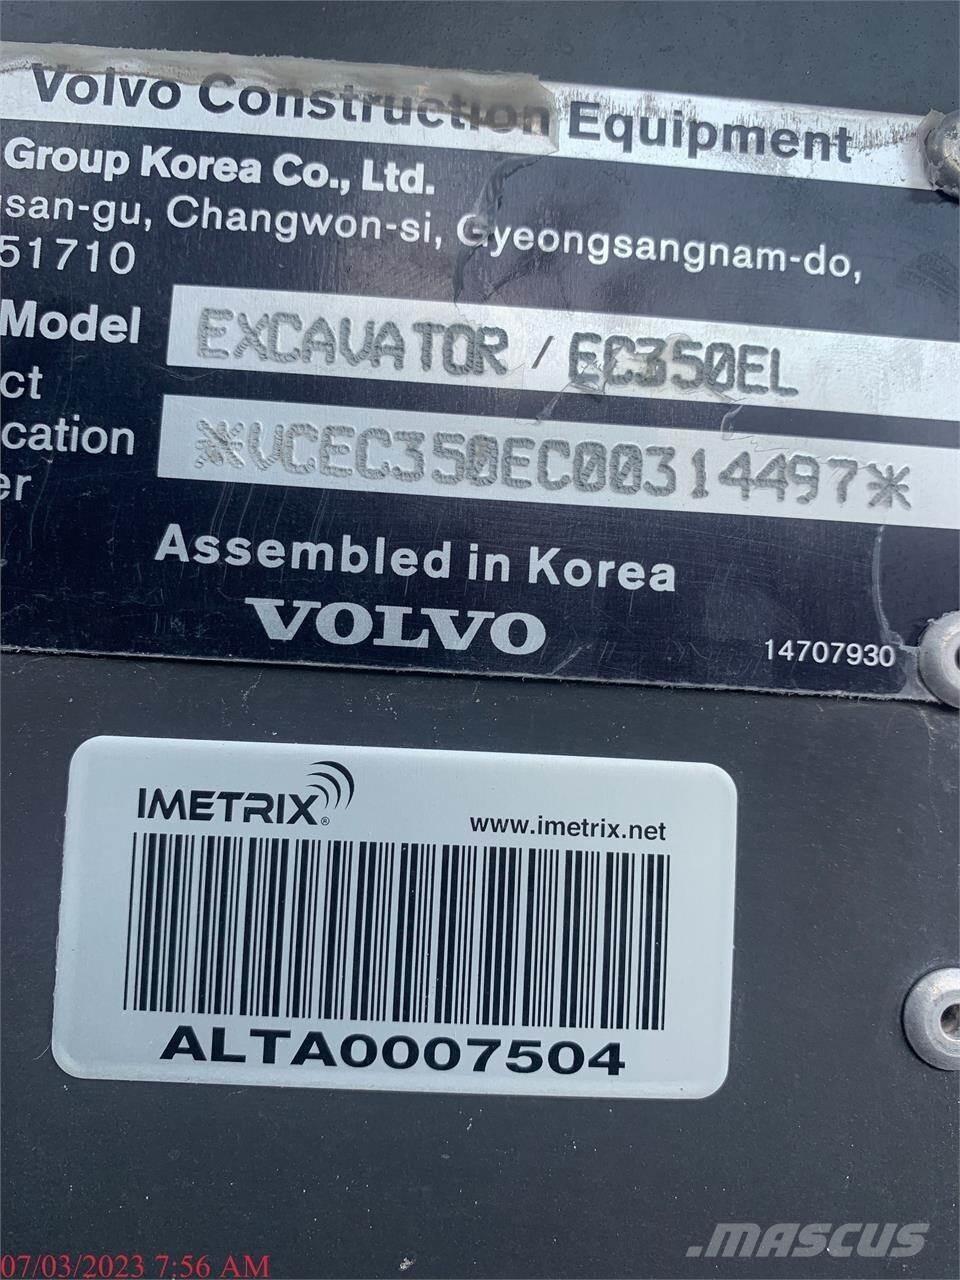 Volvo Construction Equipment
Group Korea Co., Ltd.
san-gu, Changwon-si, Gyeongsangnam-do,
51710
Model EXCAVATOR / EC350EL
ct
cation *VCEC350EC00314497*
er
Assembled in Korea
VOLVO
14707930
IMETRIX®
www.imetrix.net
ALTA0007504
07/03/2023 7:56 AM
MASCUS